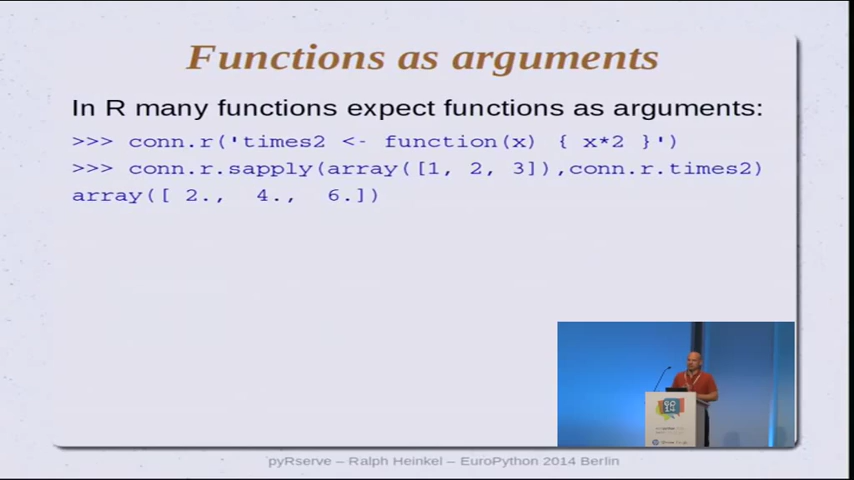 Functions as arguments
In R many functions expect functions as arguments:
>>> conn.r('times2 <- function(x) { x*2 }')
>>> conn.r.sapply(array([1, 2, 3]),conn.r.times2)
array([ 2.,  4.,  6.])
pyRserve – Ralph Heinkel – EuroPython 2014 Berlin